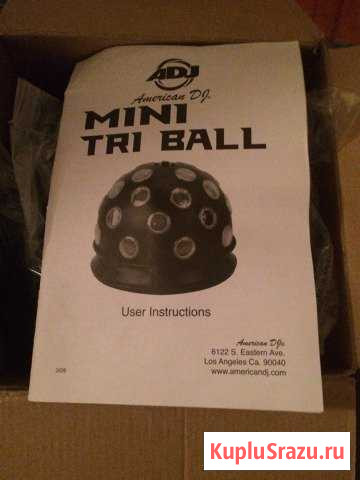 ADJ
American DJ.
MINI
TRI BALL
User Instructions
American DJ®
6122 S. Eastern Ave.
Los Angeles Ca. 90040
www.americandj.com
KupluSrazu.ru